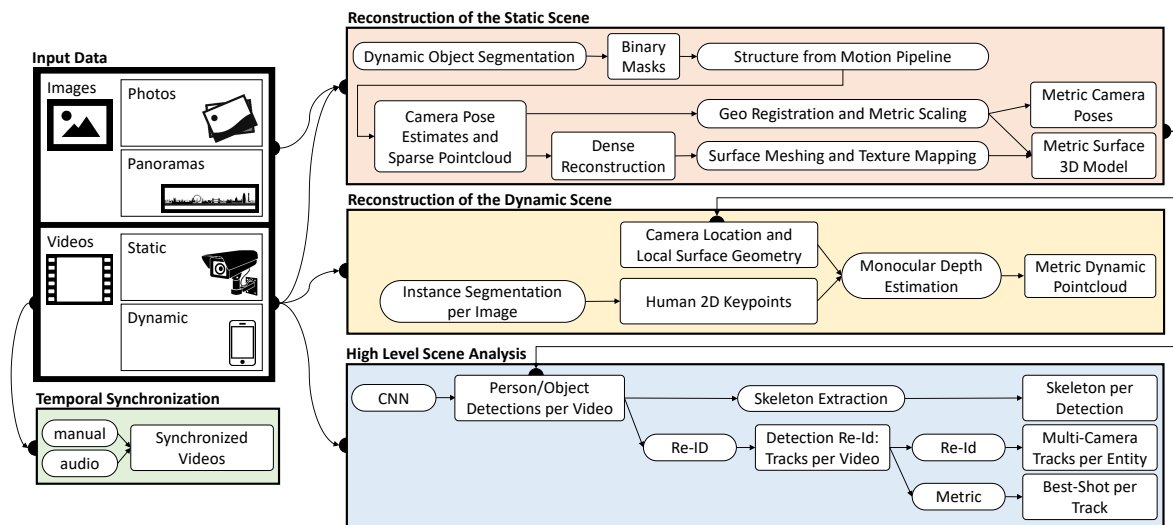 Input Data
Images
Photos
Panoramas
Videos
Static
Dynamic
Temporal Synchronization
manual
audio
Synchronized
Videos
Reconstruction of the Static Scene
Dynamic Object Segmentation
Binary
Masks
Structure from Motion Pipeline
Camera Pose
Estimates and
Sparse Pointcloud
Geo Registration and Metric Scaling
Metric Camera
Poses
Dense
Reconstruction
Surface Meshing and Texture Mapping
Metric Surface
3D Model
Reconstruction of the Dynamic Scene
Camera Location and
Local Surface Geometry
Instance Segmentation
per Image
Human 2D Keypoints
Monocular Depth
Estimation
Metric Dynamic
Pointcloud
High Level Scene Analysis
CNN
Person/Object
Detections per Video
Skeleton Extraction
Skeleton per
Detection
Re-ID
Detection Re-Id:
Tracks per Video
Re-Id
Multi-Camera
Tracks per Entity
Metric
Best-Shot per
Track